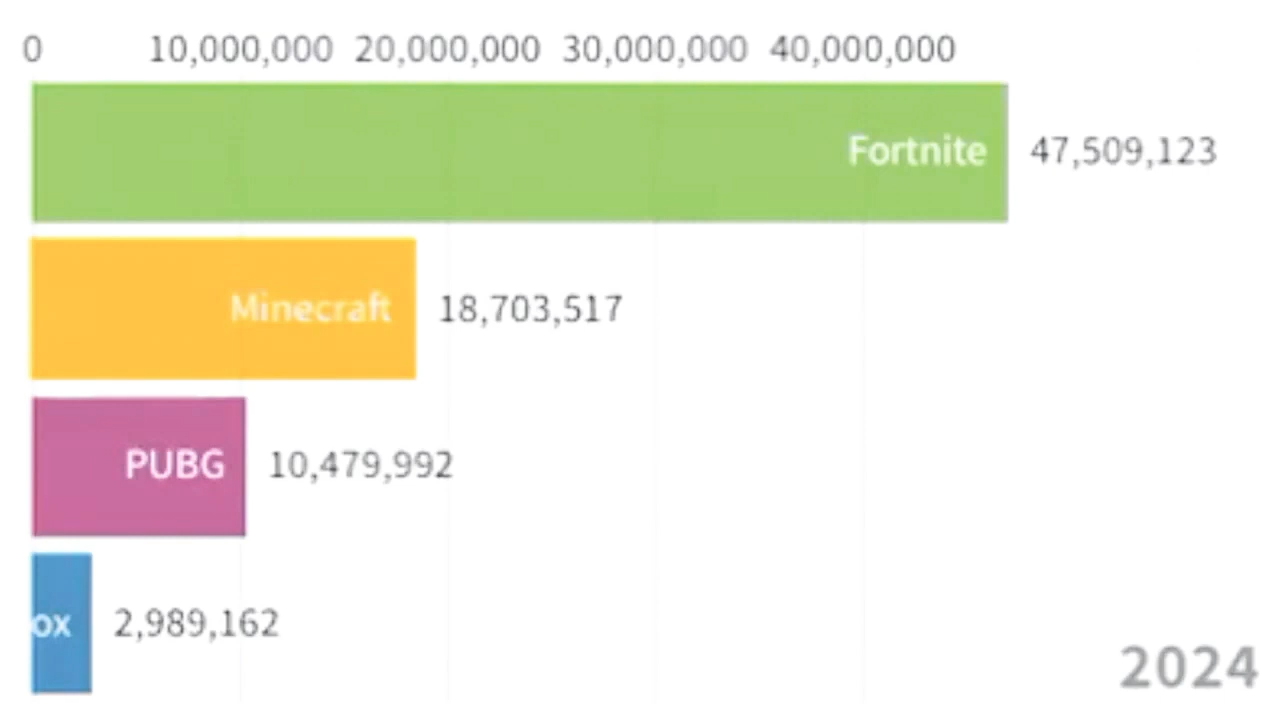 0 10,000,000 20,000,000 30,000,000 40,000,000
Fortnite 47,509,123
Minecraft 18,703,517
PUBG 10,479,992
ox 2,989,162
2024